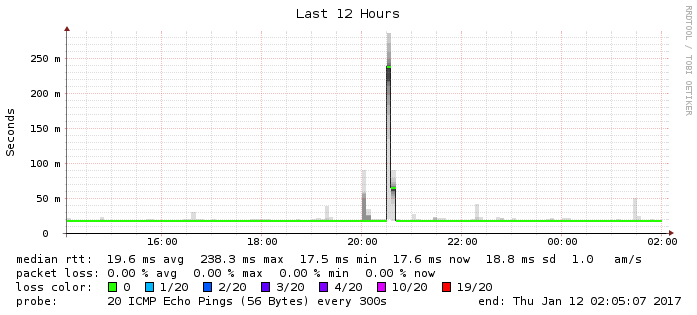 Last 12 Hours
RRDTOOL / TOBI OETIKER
Seconds
250 m
200 m
150 m
100 m
50 m
0
16:00 18:00 20:00 22:00 00:00 02:00
median rtt: 19.6 ms avg 238.3 ms max 17.5 ms min 17.6 ms now 18.8 ms sd 1.0 am/s
packet loss: 0.00 % avg 0.00 % max 0.00 % min 0.00 % now
loss color: 0 1/20 2/20 3/20 4/20 10/20 19/20
probe: 20 ICMP Echo Pings (56 Bytes) every 300s end: Thu Jan 12 02:05:07 2017